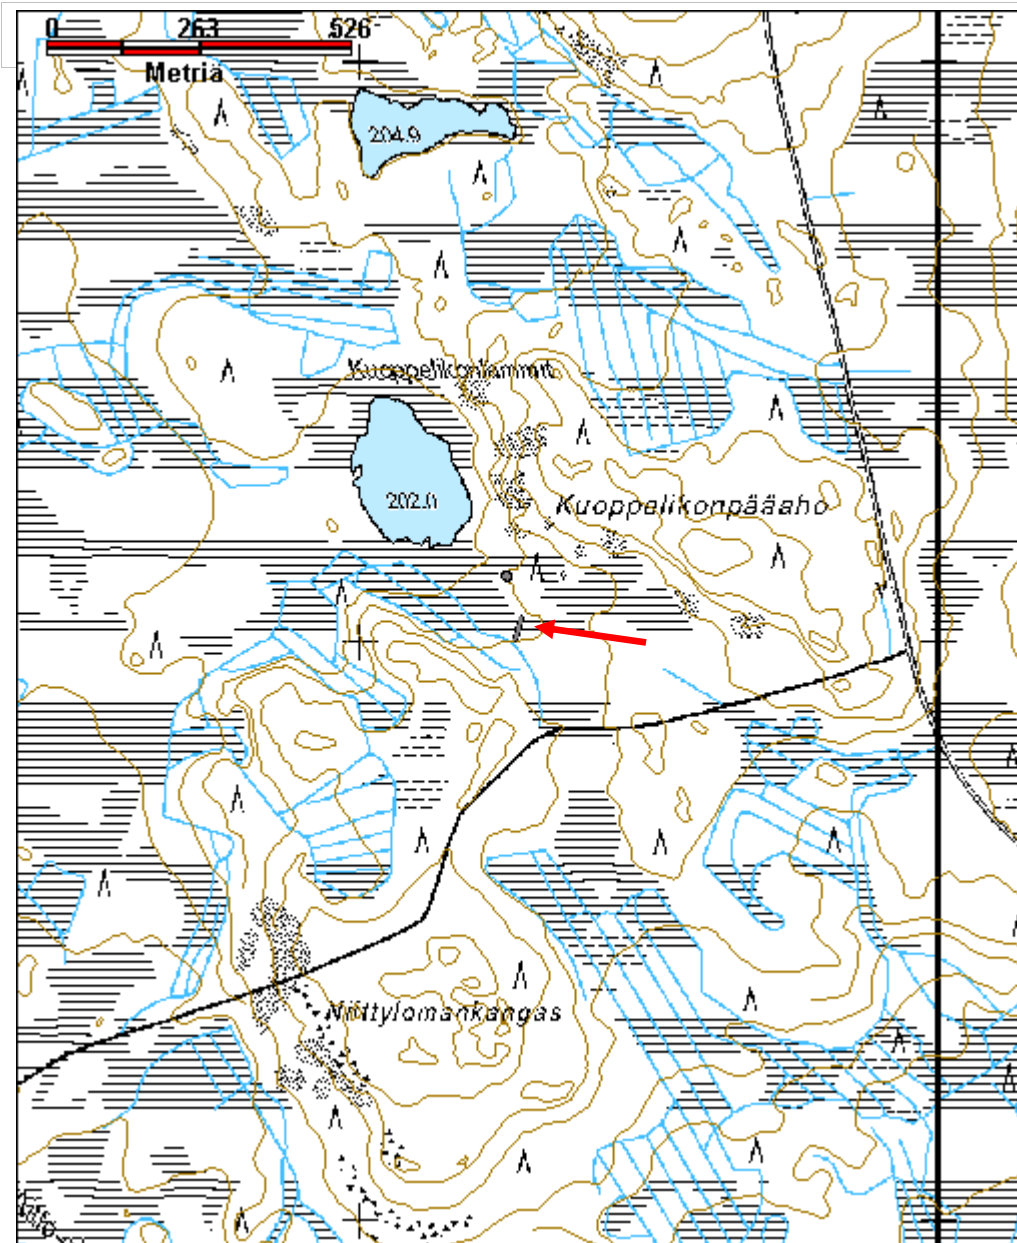 0 263 526
Metriä
204.9
Kuoppelikonlammit
202.0
Kuoppelikonpääaho
Niittylomankangas